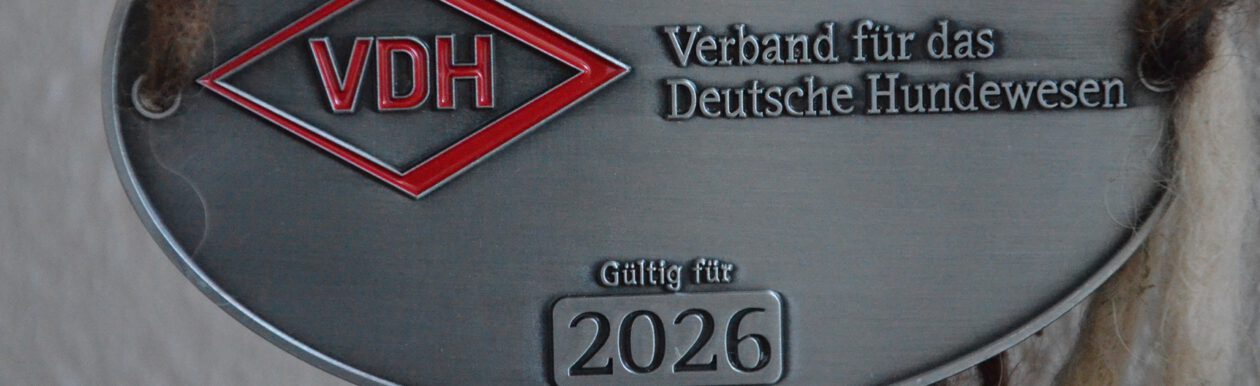 VDH
Verband für das
Deutsche Hundewesen
Gültig für
2026